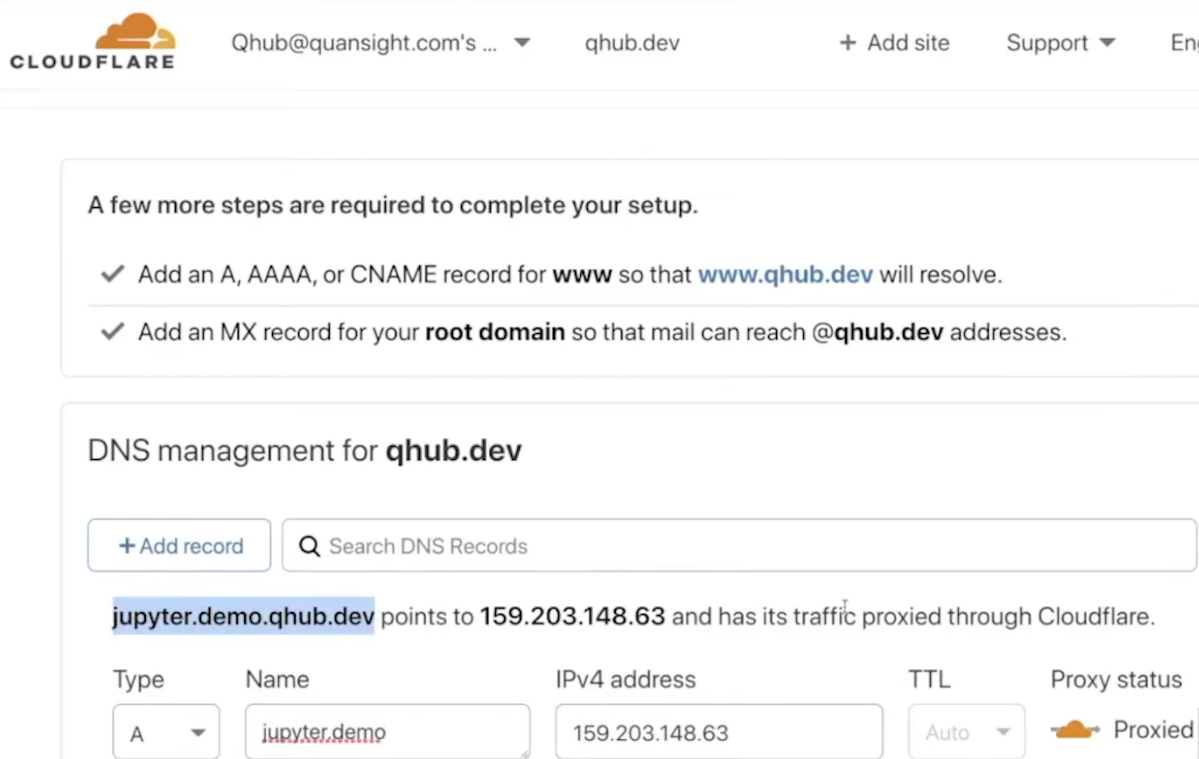 CLOUDFLARE Qhub@quansight.com's ... qhub.dev + Add site Support
A few more steps are required to complete your setup.
Add an A, AAAA, or CNAME record for www so that www.qhub.dev will resolve.
Add an MX record for your root domain so that mail can reach @qhub.dev addresses.
DNS management for qhub.dev
+ Add record Search DNS Records
jupyter.demo.qhub.dev points to 159.203.148.63 and has its traffic proxied through Cloudflare.
Type Name IPv4 address TTL Proxy status
A jupyter.demo 159.203.148.63 Auto Proxied